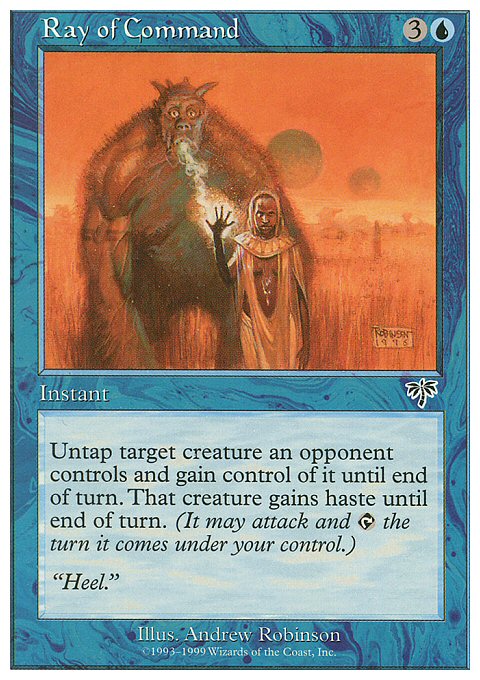 Ray of Command 3
ROBINSON
Instant
Untap target creature an opponent
controls and gain control of it until end
of turn. That creature gains haste until
end of turn. (It may attack and the
turn it comes under your control.)
“Heel.”
Illus. Andrew Robinson
©1993–1999 Wizards of the Coast, Inc.